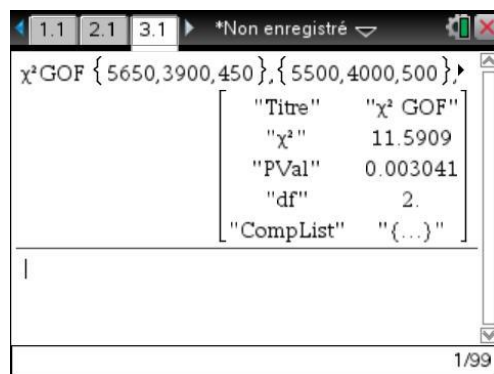 1.1 2.1 3.1 *Non enregistré
χ²GOF {5650,3900,450},{5500,4000,500},
"Titre" "χ² GOF"
"χ²" 11.5909
"PVal" 0.003041
"df" 2.
"CompList" "{...}"
1/99